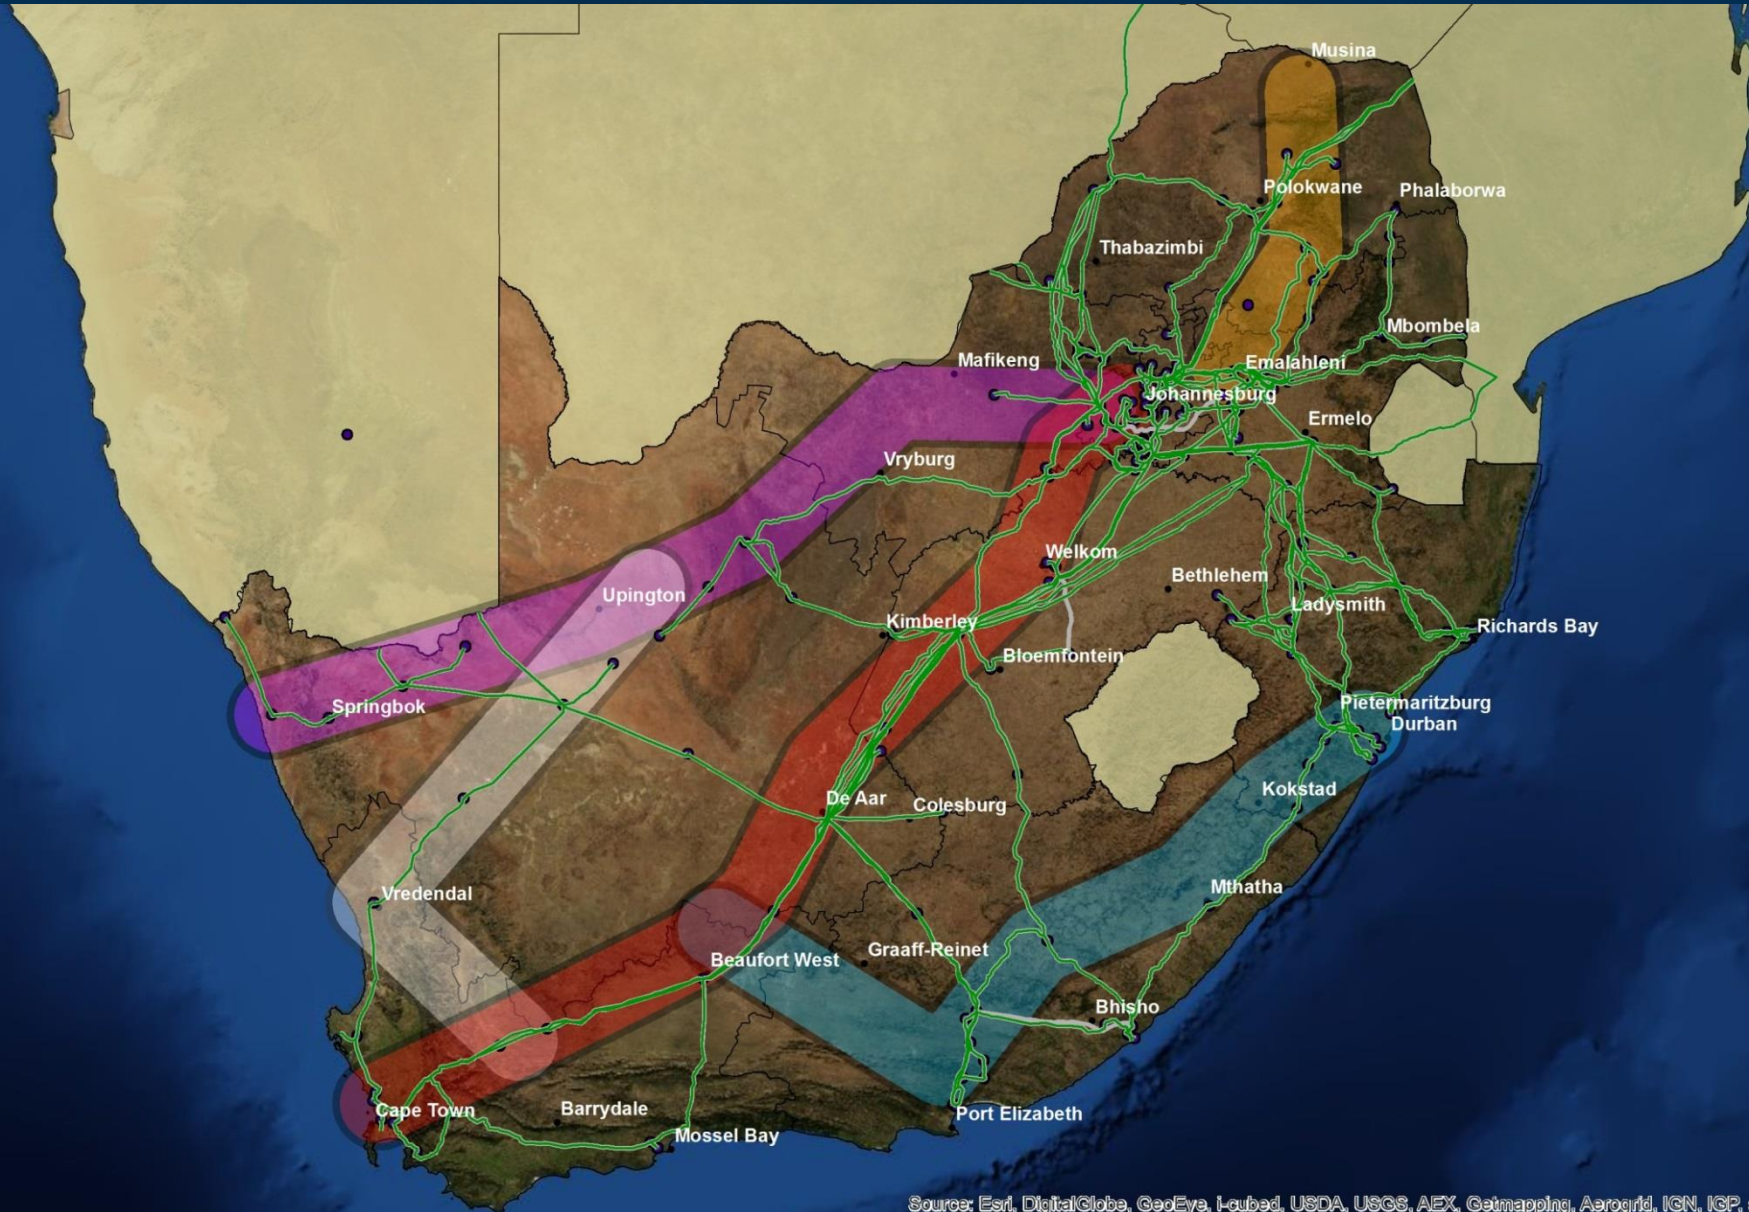 Musina
Polokwane
Phalaborwa
Thabazimbi
Mbombela
Mafikeng
Emalahleni
Johannesburg
Ermelo
Vryburg
Welkom
Bethlehem
Upington
Ladysmith
Kimberley
Richards Bay
Bloemfontein
Springbok
Pietermaritzburg
Durban
Kokstad
De Aar
Colesburg
Vredendal
Mthatha
Graaff-Reinet
Beaufort West
Bhisho
Cape Town
Barrydale
Port Elizabeth
Mossel Bay
Source: Esri, DigitalGlobe, GeoEye, i-cubed, USDA, USGS, AEX, Getmapping, Aerogrid, IGN, IGP,